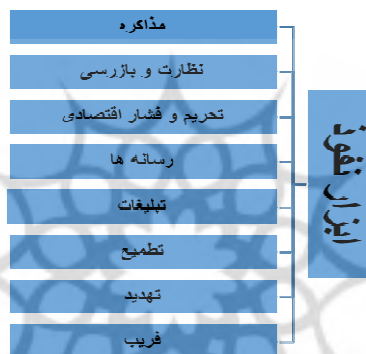 ابزار نفوذ
مذاکره
نظارت و بازرسی
تحریم و فشار اقتصادی
رسانه ها
تبلیغات
تطمیع
تهدید
فریب